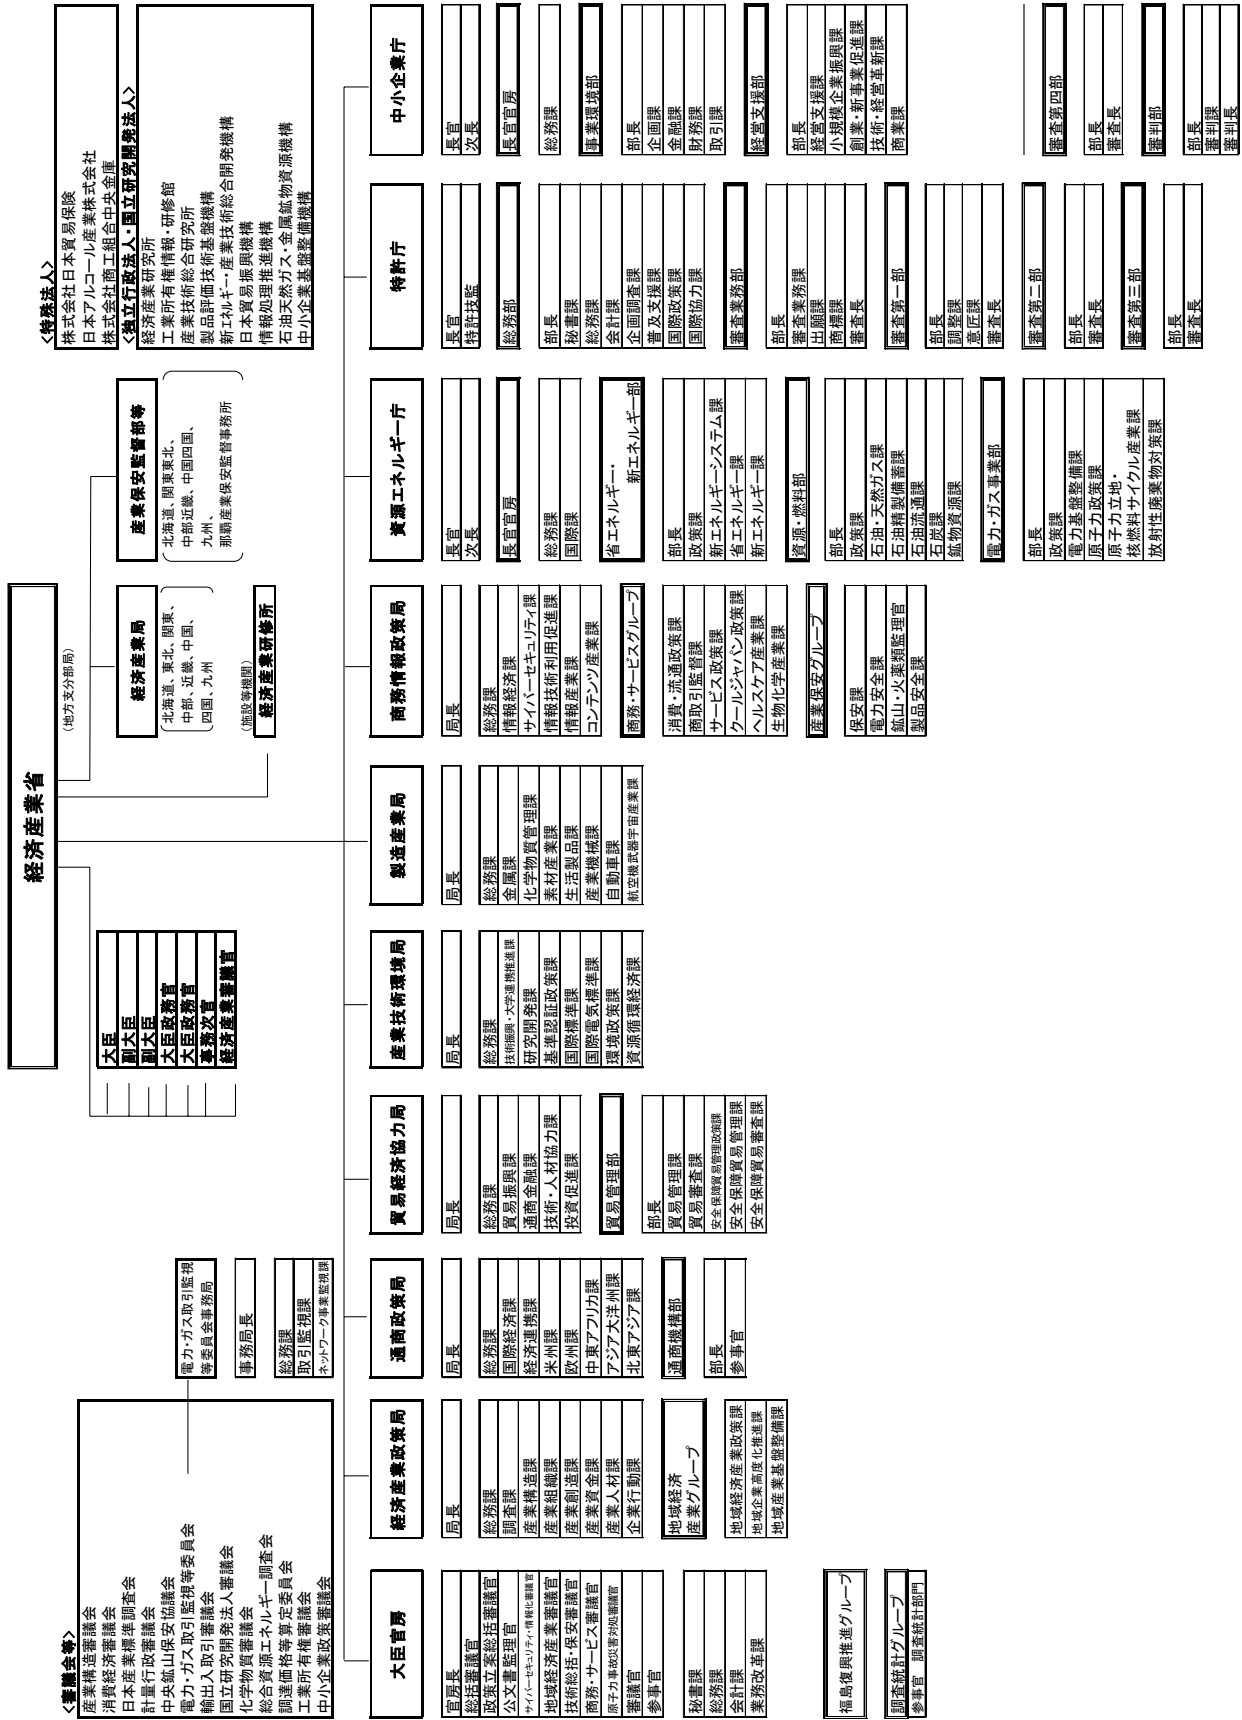 経済産業省
<審議会等>
産業構造審議会
消費経済審議会
日本産業標準調査会
計量行政審議会
中央鉱山保安協議会
電力・ガス取引監視等委員会
輸出入取引審議会
国立研究開発法人審議会
化学物質審議会
総合資源エネルギー調査会
調達価格等算定委員会
工業所有権審議会
中小企業政策審議会
電力・ガス取引監視
等委員会事務局
事務局長
総務課
取引監視課
ネットワーク事業監視課
大臣
副大臣
副大臣
大臣政務官
大臣政務官
事務次官
経済産業審議官
(地方支分部局)
経済産業局
北海道、東北、関東、
中部、近畿、中国、
四国、九州
(施設等機関)
経済産業研修所
産業保安監督部等
北海道、関東東北、
中部近畿、中国四国、
九州、
那覇産業保安監督事務所
<特殊法人>
株式会社日本貿易保険
日本アルコール産業株式会社
株式会社商工組合中央金庫
<独立行政法人・国立研究開発法人>
経済産業研究所
工業所有権情報・研修館
産業技術総合研究所
製品評価技術基盤機構
新エネルギー・産業技術総合開発機構
日本貿易振興機構
情報処理推進機構
石油天然ガス・金属鉱物資源機構
中小企業基盤整備機構
大臣官房
官房長
総括審議官
政策立案総括審議官
公文書監理官
サイバーセキュリティ・情報化審議官
地域経済産業審議官
技術総括・保安審議官
商務・サービス審議官
原子力事故災害対処審議官
審議官
参事官
秘書課
総務課
会計課
業務改革課
福島復興推進グループ
調査統計グループ
参事官 調査統計部門
経済産業政策局
局長
総務課
調査課
産業構造課
産業組織課
産業創造課
産業資金課
産業人材課
企業行動課
地域経済
産業グループ
地域経済産業政策課
地域企業高度化推進課
地域産業基盤整備課
通商政策局
局長
総務課
国際経済課
経済連携課
米州課
欧州課
中東アフリカ課
アジア大洋州課
北東アジア課
通商機構部
部長
参事官
貿易経済協力局
局長
総務課
貿易振興課
通商金融課
技術・人材協力課
投資促進課
貿易管理部
部長
貿易管理課
貿易審査課
安全保障貿易管理政策課
安全保障貿易管理課
安全保障貿易審査課
産業技術環境局
局長
総務課
技術振興・大学連携推進課
研究開発課
基準認証政策課
国際標準課
国際電気標準課
環境政策課
資源循環経済課
製造産業局
局長
総務課
金属課
化学物質管理課
素材産業課
生活製品課
産業機械課
自動車課
航空機武器宇宙産業課
商務情報政策局
局長
総務課
情報経済課
サイバーセキュリティ課
情報技術利用促進課
情報産業課
コンテンツ産業課
商務・サービスグループ
消費・流通政策課
商取引監督課
サービス政策課
クールジャパン政策課
ヘルスケア産業課
生物化学産業課
産業保安グループ
保安課
電力安全課
鉱山・火薬類監理官
製品安全課
資源エネルギー庁
長官
次長
長官官房
総務課
国際課
省エネルギー・
新エネルギー部
部長
政策課
新エネルギーシステム課
省エネルギー課
新エネルギー課
資源・燃料部
部長
政策課
石油・天然ガス課
石油精製備蓄課
石油流通課
石炭課
鉱物資源課
電力・ガス事業部
部長
政策課
電力基盤整備課
原子力政策課
原子力立地・
核燃料サイクル産業課
放射性廃棄物対策課
特許庁
長官
特許技監
総務部
部長
秘書課
総務課
会計課
企画調査課
普及支援課
国際政策課
国際協力課
審査業務部
部長
審査業務課
出願課
商標課
審査長
審査第一部
部長
調整課
意匠課
審査長
審査第二部
部長
審査長
審査第三部
部長
審査長
中小企業庁
長官
次長
長官官房
総務課
事業環境部
部長
企画課
金融課
財務課
取引課
経営支援部
部長
経営支援課
小規模企業振興課
創業・新事業促進課
技術・経営革新課
商業課
審査第四部
部長
審査長
審判部
部長
審判課
審判長